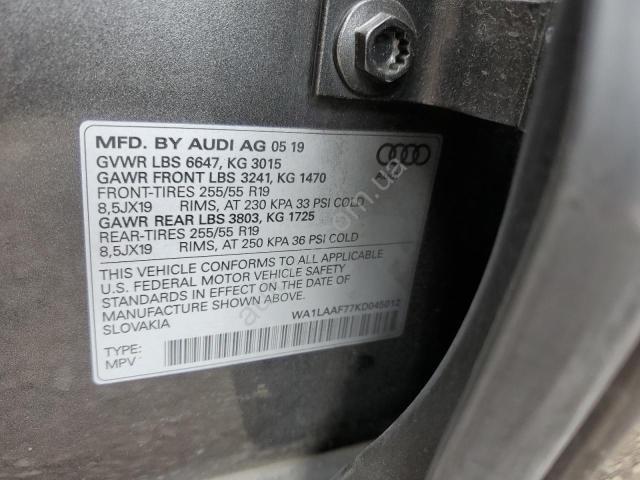 MFD. BY AUDI AG 05 19
GVWR LBS 6647, KG 3015
GAWR FRONT LBS 3241, KG 1470
FRONT-TIRES 255/55 R19
8,5JX19 RIMS, AT 230 KPA 33 PSI COLD
GAWR REAR LBS 3803, KG 1725
REAR-TIRES 255/55 R19
8,5JX19 RIMS, AT 250 KPA 36 PSI COLD
THIS VEHICLE CONFORMS TO ALL APPLICABLE
U.S. FEDERAL MOTOR VEHICLE SAFETY
STANDARDS IN EFFECT ON THE DATE OF
MANUFACTURE SHOWN ABOVE.
SLOVAKIA
WA1LAAF77KD045012
TYPE:
MPV